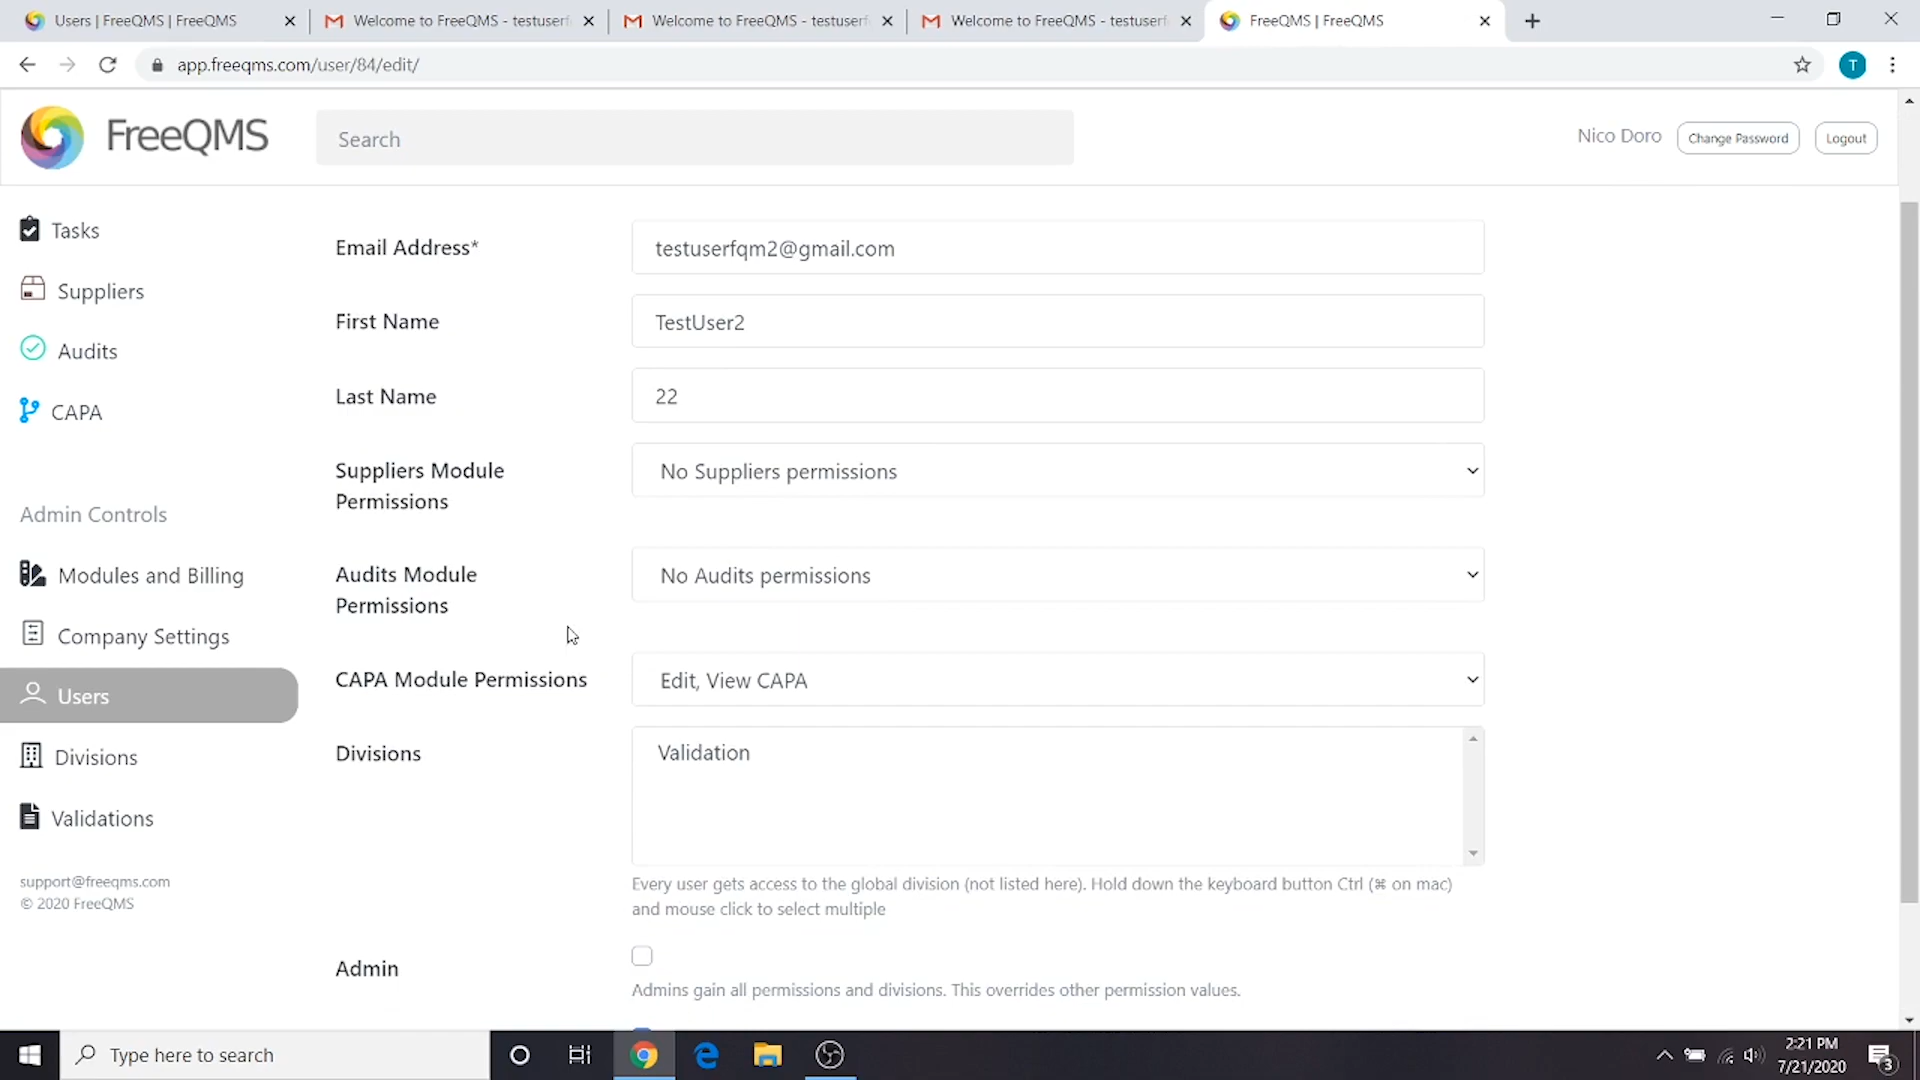 Users | FreeQMS | FreeQMS
Welcome to FreeQMS - testuserf
Welcome to FreeQMS - testuserf
Welcome to FreeQMS - testuserf
FreeQMS | FreeQMS
app.freeqms.com/user/84/edit/
T
FreeQMS
Search
Nico Doro
Change Password
Logout
Tasks
Suppliers
Audits
CAPA
Admin Controls
Modules and Billing
Company Settings
Users
Divisions
Validations
support@freeqms.com
© 2020 FreeQMS
Email Address*
testuserfqm2@gmail.com
First Name
TestUser2
Last Name
22
Suppliers Module
Permissions
No Suppliers permissions
Audits Module
Permissions
No Audits permissions
CAPA Module Permissions
Edit, View CAPA
Divisions
Validation
Every user gets access to the global division (not listed here). Hold down the keyboard button Ctrl (⌘ on mac)
and mouse click to select multiple
Admin
Admins gain all permissions and divisions. This overrides other permission values.
Type here to search
2:21 PM
7/21/2020
3